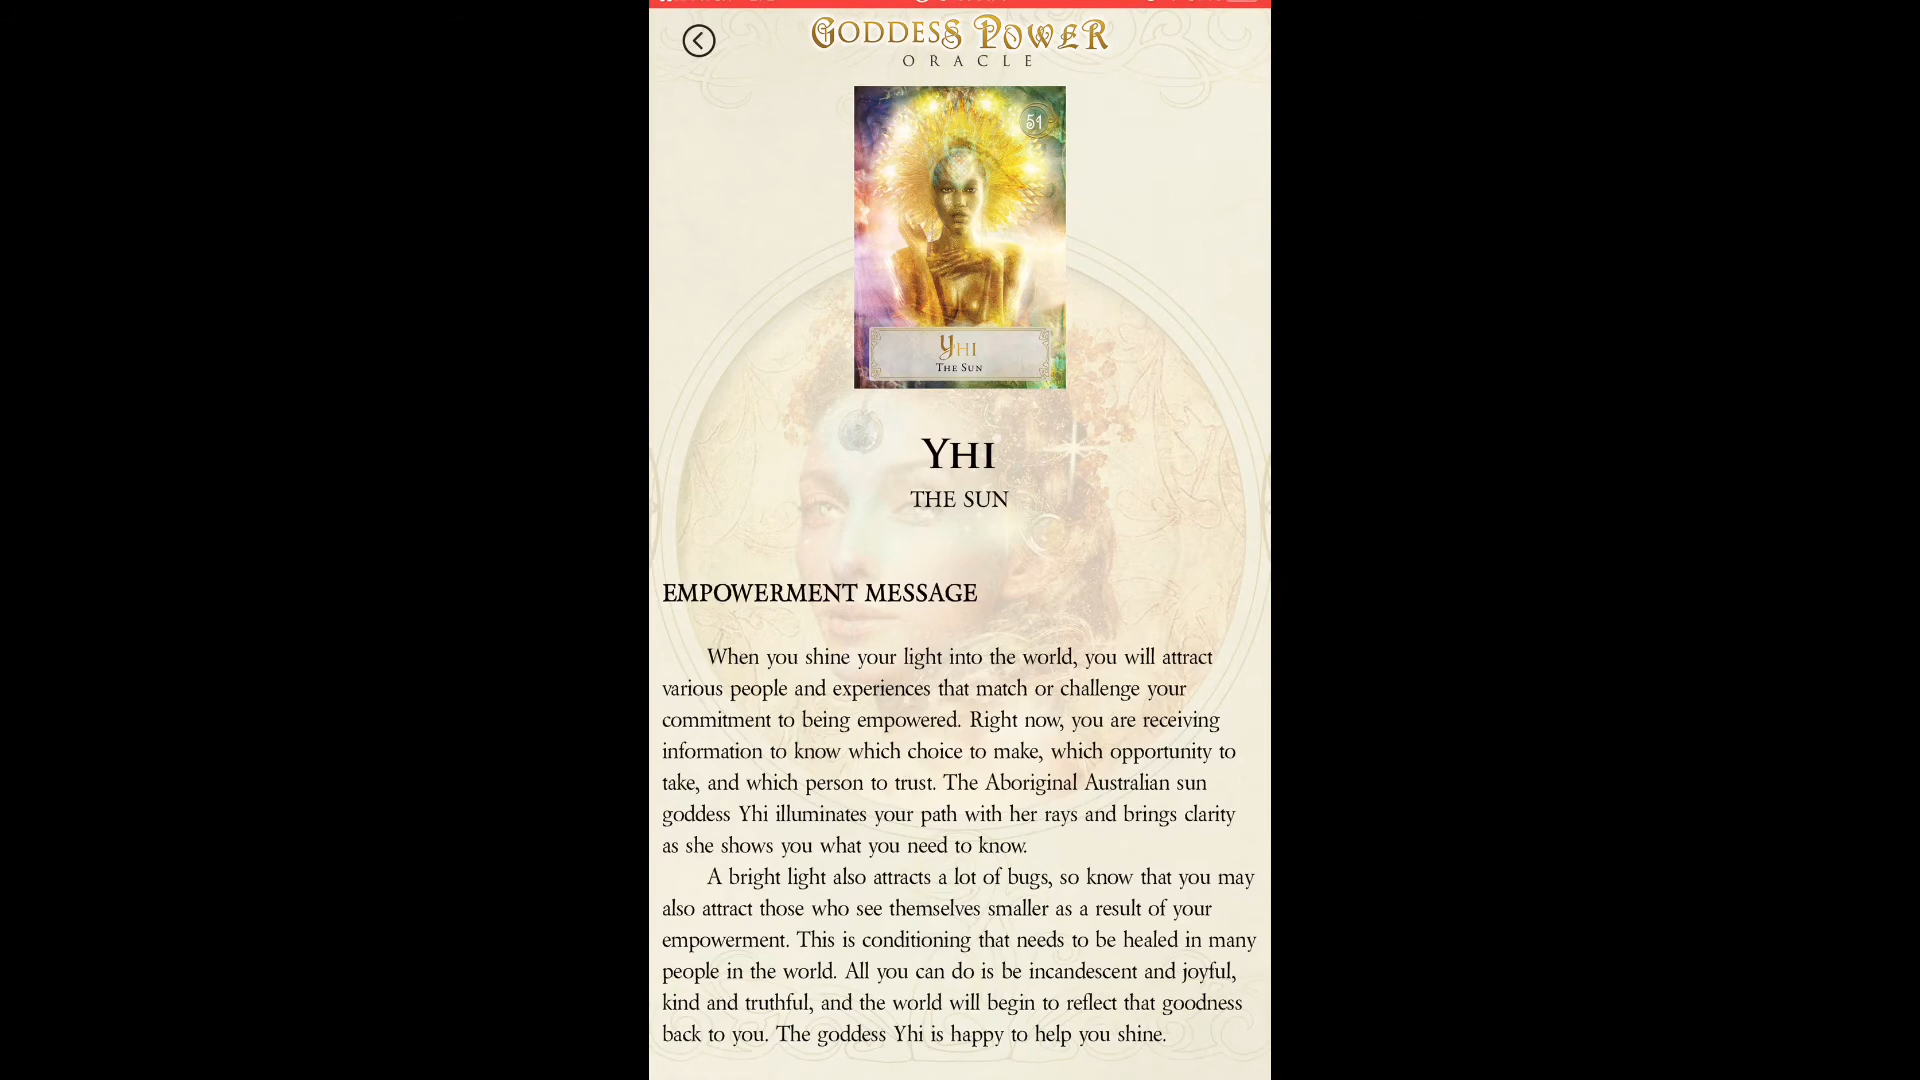 GODDESS POWER
ORACLE
51
YHI
THE SUN
YHI
THE SUN
EMPOWERMENT MESSAGE
When you shine your light into the world, you will attract
various people and experiences that match or challenge your
commitment to being empowered. Right now, you are receiving
information to know which choice to make, which opportunity to
take, and which person to trust. The Aboriginal Australian sun
goddess Yhi illuminates your path with her rays and brings clarity
as she shows you what you need to know.
A bright light also attracts a lot of bugs, so know that you may
also attract those who see themselves smaller as a result of your
empowerment. This is conditioning that needs to be healed in many
people in the world. All you can do is be incandescent and joyful,
kind and truthful, and the world will begin to reflect that goodness
back to you. The goddess Yhi is happy to help you shine.